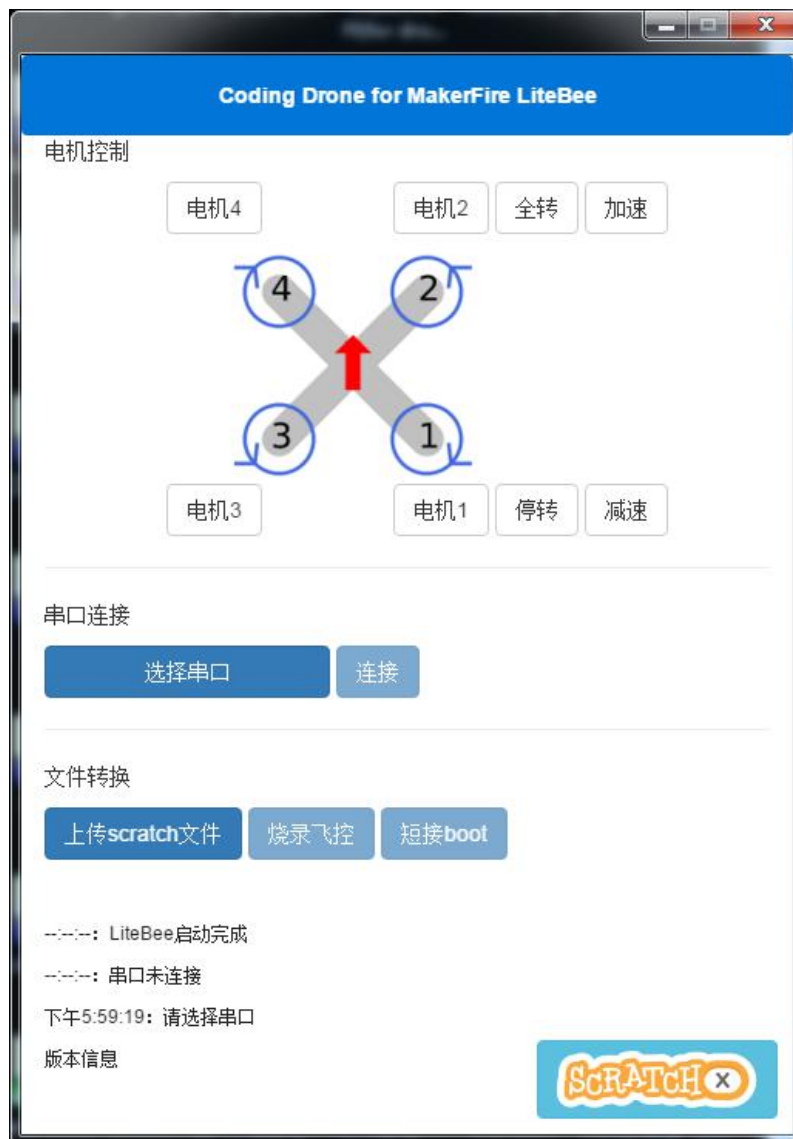 Coding Drone for MakerFire LiteBee
电机控制
电机4 电机2 全转 加速
4 2
3 1
电机3 电机1 停转 减速
串口连接
选择串口 连接
文件转换
上传scratch文件 烧录飞控 短接boot
--:--:--: LiteBee启动完成
--:--:--: 串口未连接
下午5:59:19: 请选择串口
版本信息
SCRATCH X